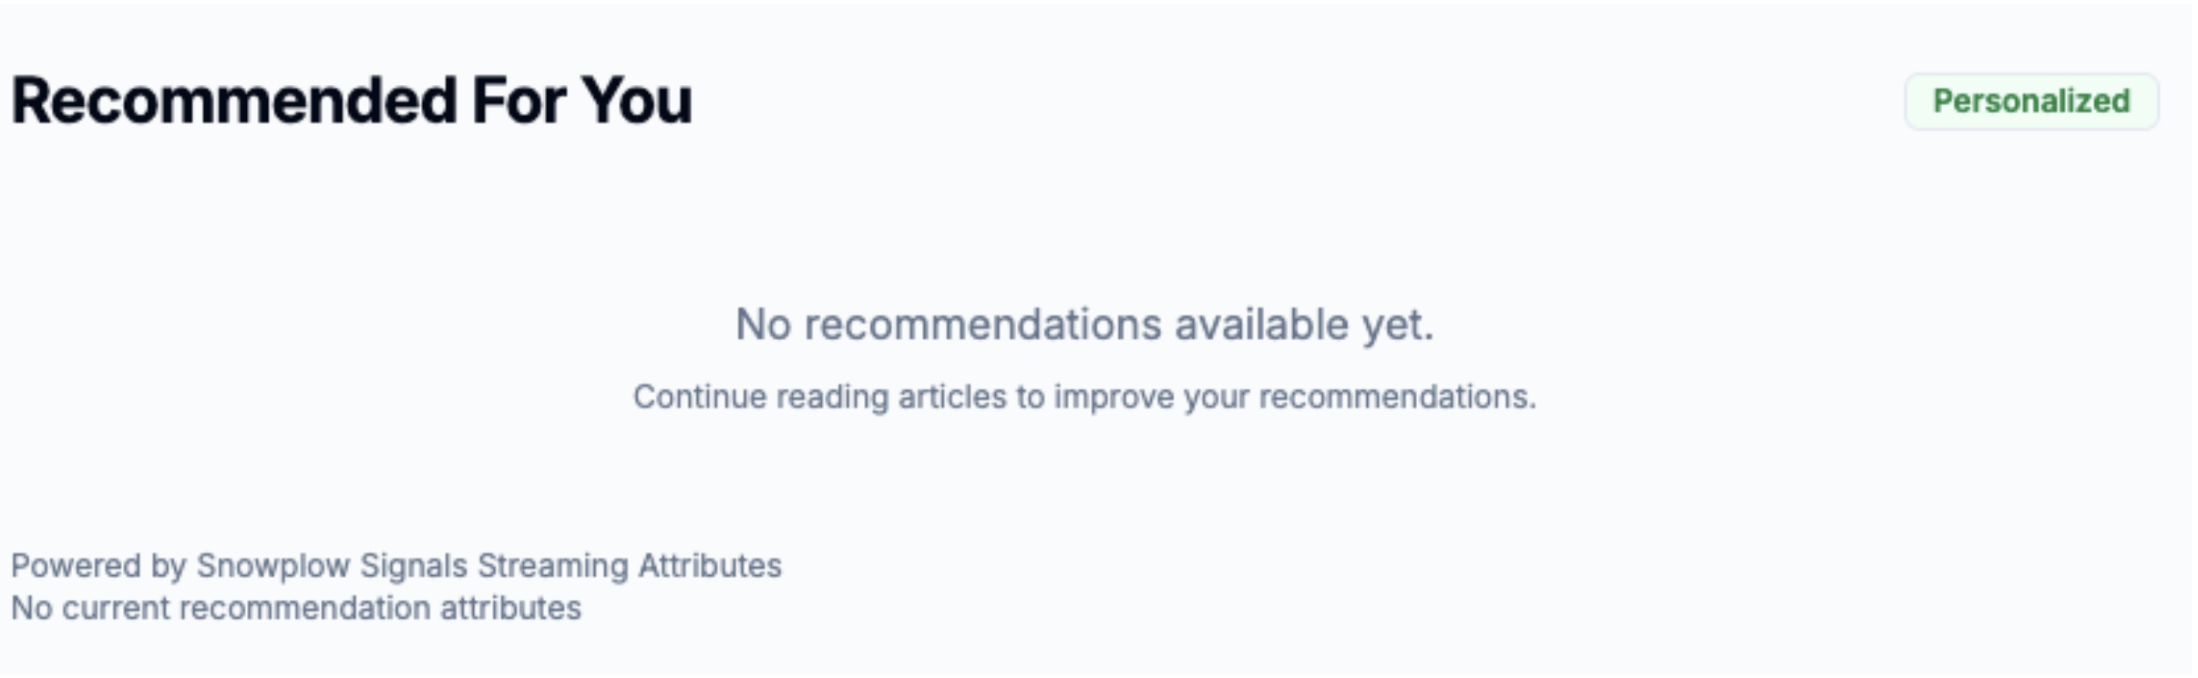 Recommended For You
Personalized
No recommendations available yet.
Continue reading articles to improve your recommendations.
Powered by Snowplow Signals Streaming Attributes
No current recommendation attributes